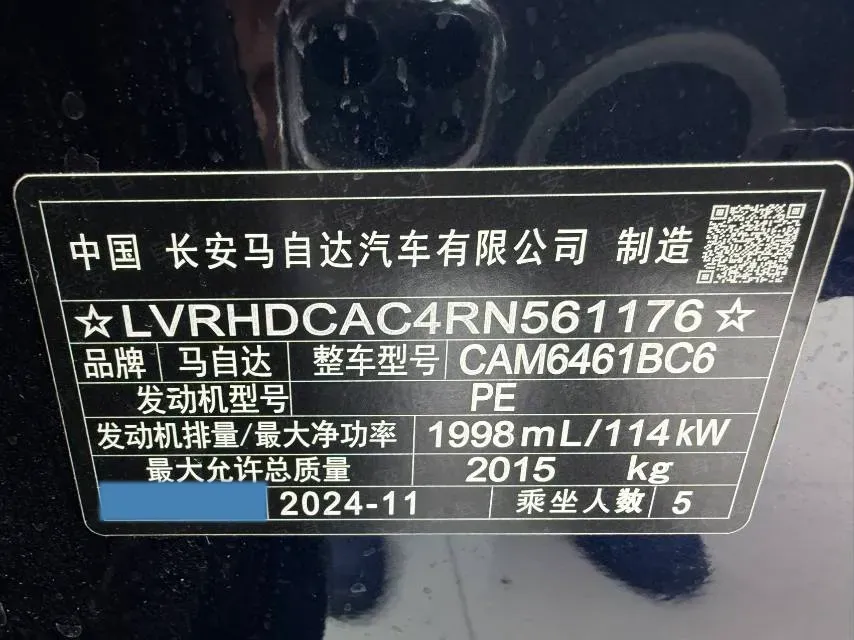 中国 长安马自达汽车有限公司 制造
☆LVRHDCAC4RN561176☆
品牌 马自达 整车型号 CAM6461BC6
发动机型号 PE
发动机排量/最大净功率 1998mL/114kW
最大允许总质量 2015 kg
2024-11 乘坐人数 5